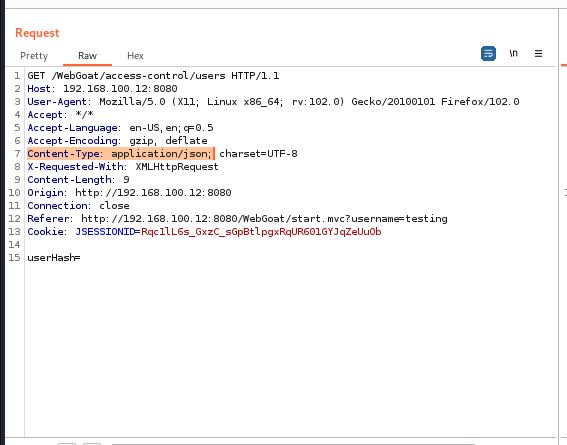 Request
Pretty Raw Hex \n
1 GET /WebGoat/access-control/users HTTP/1.1
2 Host: 192.168.100.12:8080
3 User-Agent: Mozilla/5.0 (X11; Linux x86_64; rv:102.0) Gecko/20100101 Firefox/102.0
4 Accept: */*
5 Accept-Language: en-US,en;q=0.5
6 Accept-Encoding: gzip, deflate
7 Content-Type: application/json; charset=UTF-8
8 X-Requested-With: XMLHttpRequest
9 Content-Length: 9
10 Origin: http://192.168.100.12:8080
11 Connection: close
12 Referer: http://192.168.100.12:8080/WebGoat/start.mvc?username=testing
13 Cookie: JSESSIONID=Rqc1lL6s_GxzC_sGpBtlpgxRqUR601GYJqZeUuOb
14
15 userHash=